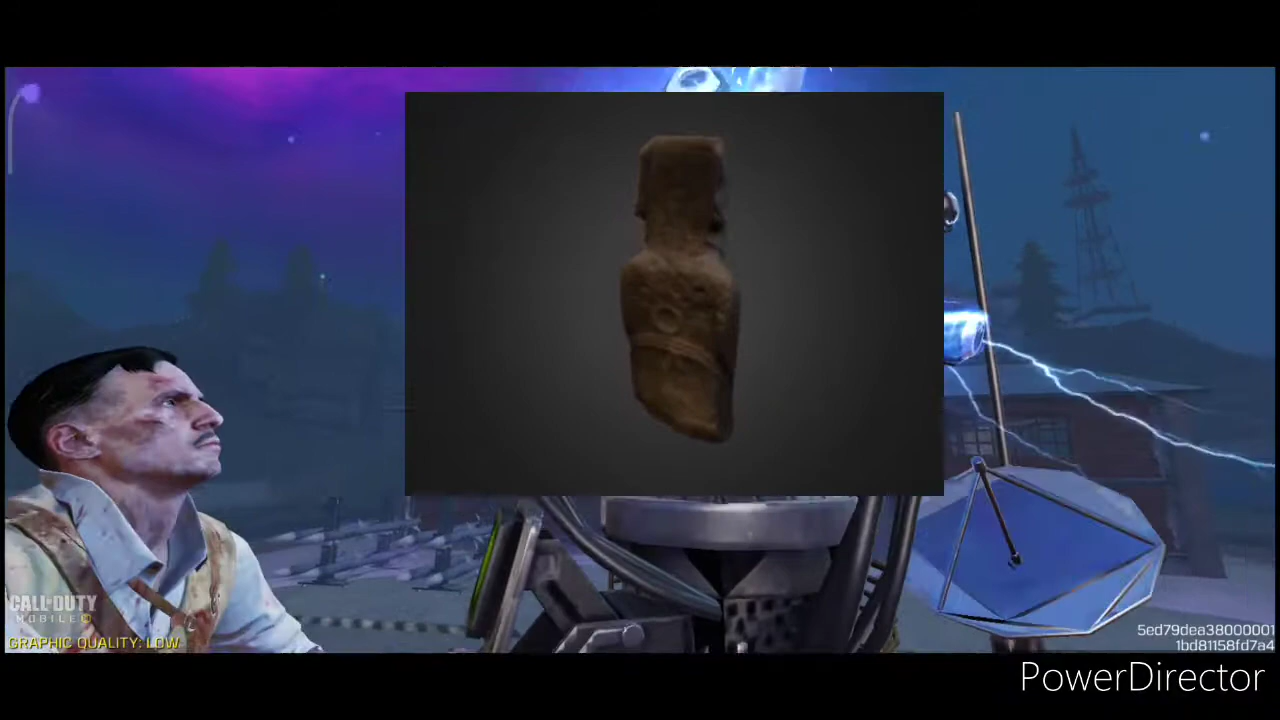 CALL OF DUTY
MOBILE
GRAPHIC QUALITY: LOW
5ed79dea38000001
1bd81158fd7a4
PowerDirector